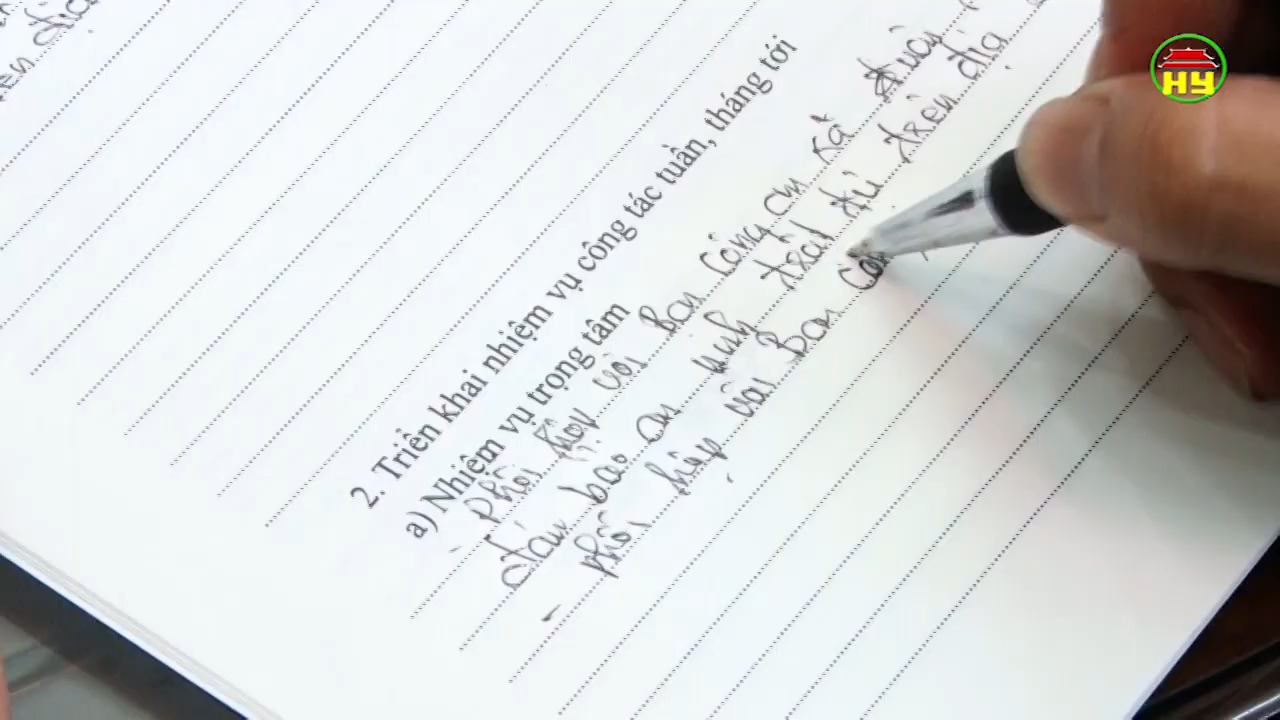 HY
2. Triển khai nhiệm vụ công tác tuần, tháng tới
a) Nhiệm vụ trọng tâm
- Phối hợp với Ban Công an xã
đảm bảo an ninh trật tự trên địa
- Phối hợp với Ban Côn